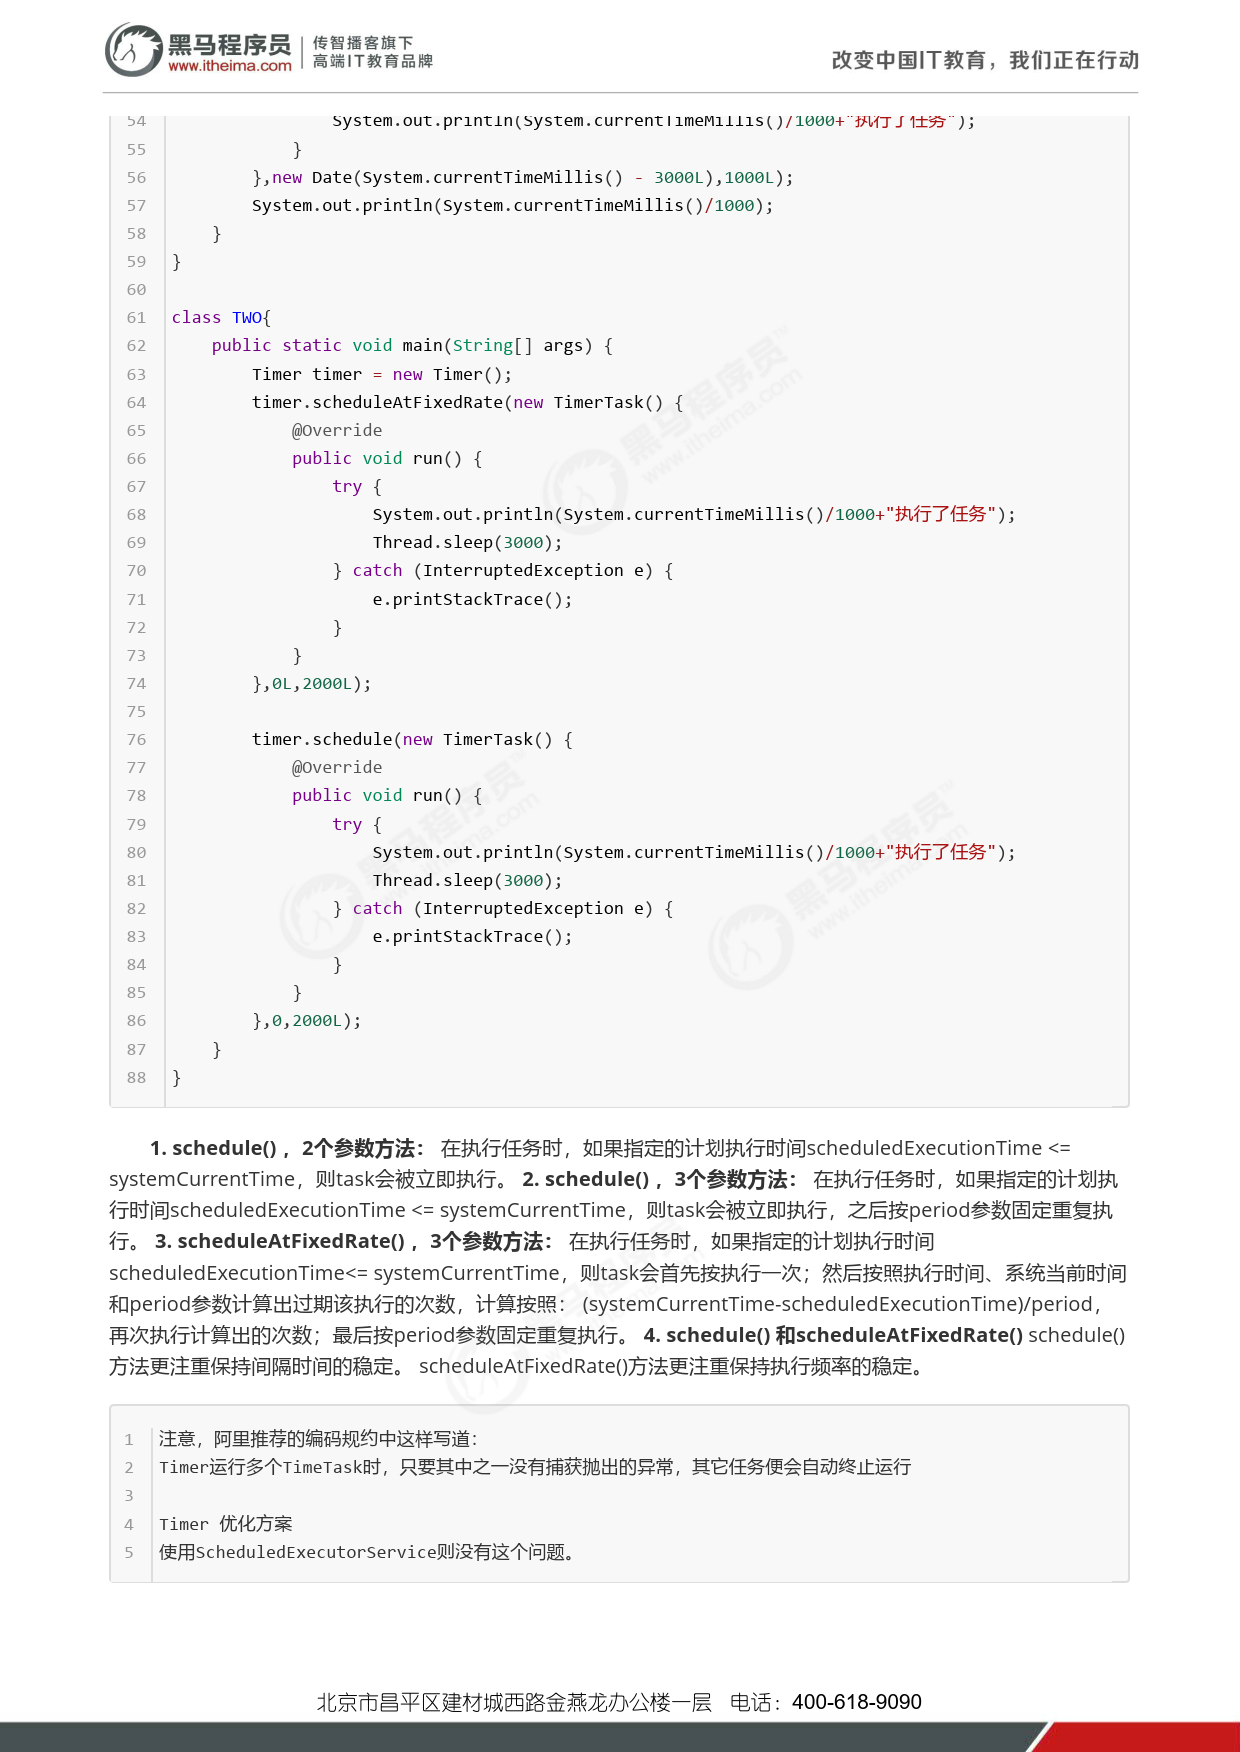 黑马程序员
www.itheima.com
传智播客旗下
高端IT教育品牌
改变中国IT教育，我们正在行动
54                 System.out.println(System.currentTimeMillis()/1000+"执行了任务");
55             }
56         },new Date(System.currentTimeMillis() - 3000L),1000L);
57         System.out.println(System.currentTimeMillis()/1000);
58     }
59 }
60
61 class TWO{
62     public static void main(String[] args) {
63         Timer timer = new Timer();
64         timer.scheduleAtFixedRate(new TimerTask() {
65             @Override
66             public void run() {
67                 try {
68                     System.out.println(System.currentTimeMillis()/1000+"执行了任务");
69                     Thread.sleep(3000);
70                 } catch (InterruptedException e) {
71                     e.printStackTrace();
72                 }
73             }
74         },0L,2000L);
75
76         timer.schedule(new TimerTask() {
77             @Override
78             public void run() {
79                 try {
80                     System.out.println(System.currentTimeMillis()/1000+"执行了任务");
81                     Thread.sleep(3000);
82                 } catch (InterruptedException e) {
83                     e.printStackTrace();
84                 }
85             }
86         },0,2000L);
87     }
88 }
1. schedule() ，2个参数方法： 在执行任务时，如果指定的计划执行时间scheduledExecutionTime <=
systemCurrentTime，则task会被立即执行。 2. schedule() ，3个参数方法： 在执行任务时，如果指定的计划执
行时间scheduledExecutionTime <= systemCurrentTime，则task会被立即执行，之后按period参数固定重复执
行。 3. scheduleAtFixedRate() ，3个参数方法： 在执行任务时，如果指定的计划执行时间
scheduledExecutionTime<= systemCurrentTime，则task会首先按执行一次；然后按照执行时间、系统当前时间
和period参数计算出过期该执行的次数，计算按照： (systemCurrentTime-scheduledExecutionTime)/period，
再次执行计算出的次数；最后按period参数固定重复执行。 4. schedule() 和scheduleAtFixedRate() schedule()
方法更注重保持间隔时间的稳定。 scheduleAtFixedRate()方法更注重保持执行频率的稳定。
1 注意，阿里推荐的编码规约中这样写道：
2 Timer运行多个TimeTask时，只要其中之一没有捕获抛出的异常，其它任务便会自动终止运行
3
4 Timer 优化方案
5 使用ScheduledExecutorService则没有这个问题。
北京市昌平区建材城西路金燕龙办公楼一层 电话：400-618-9090